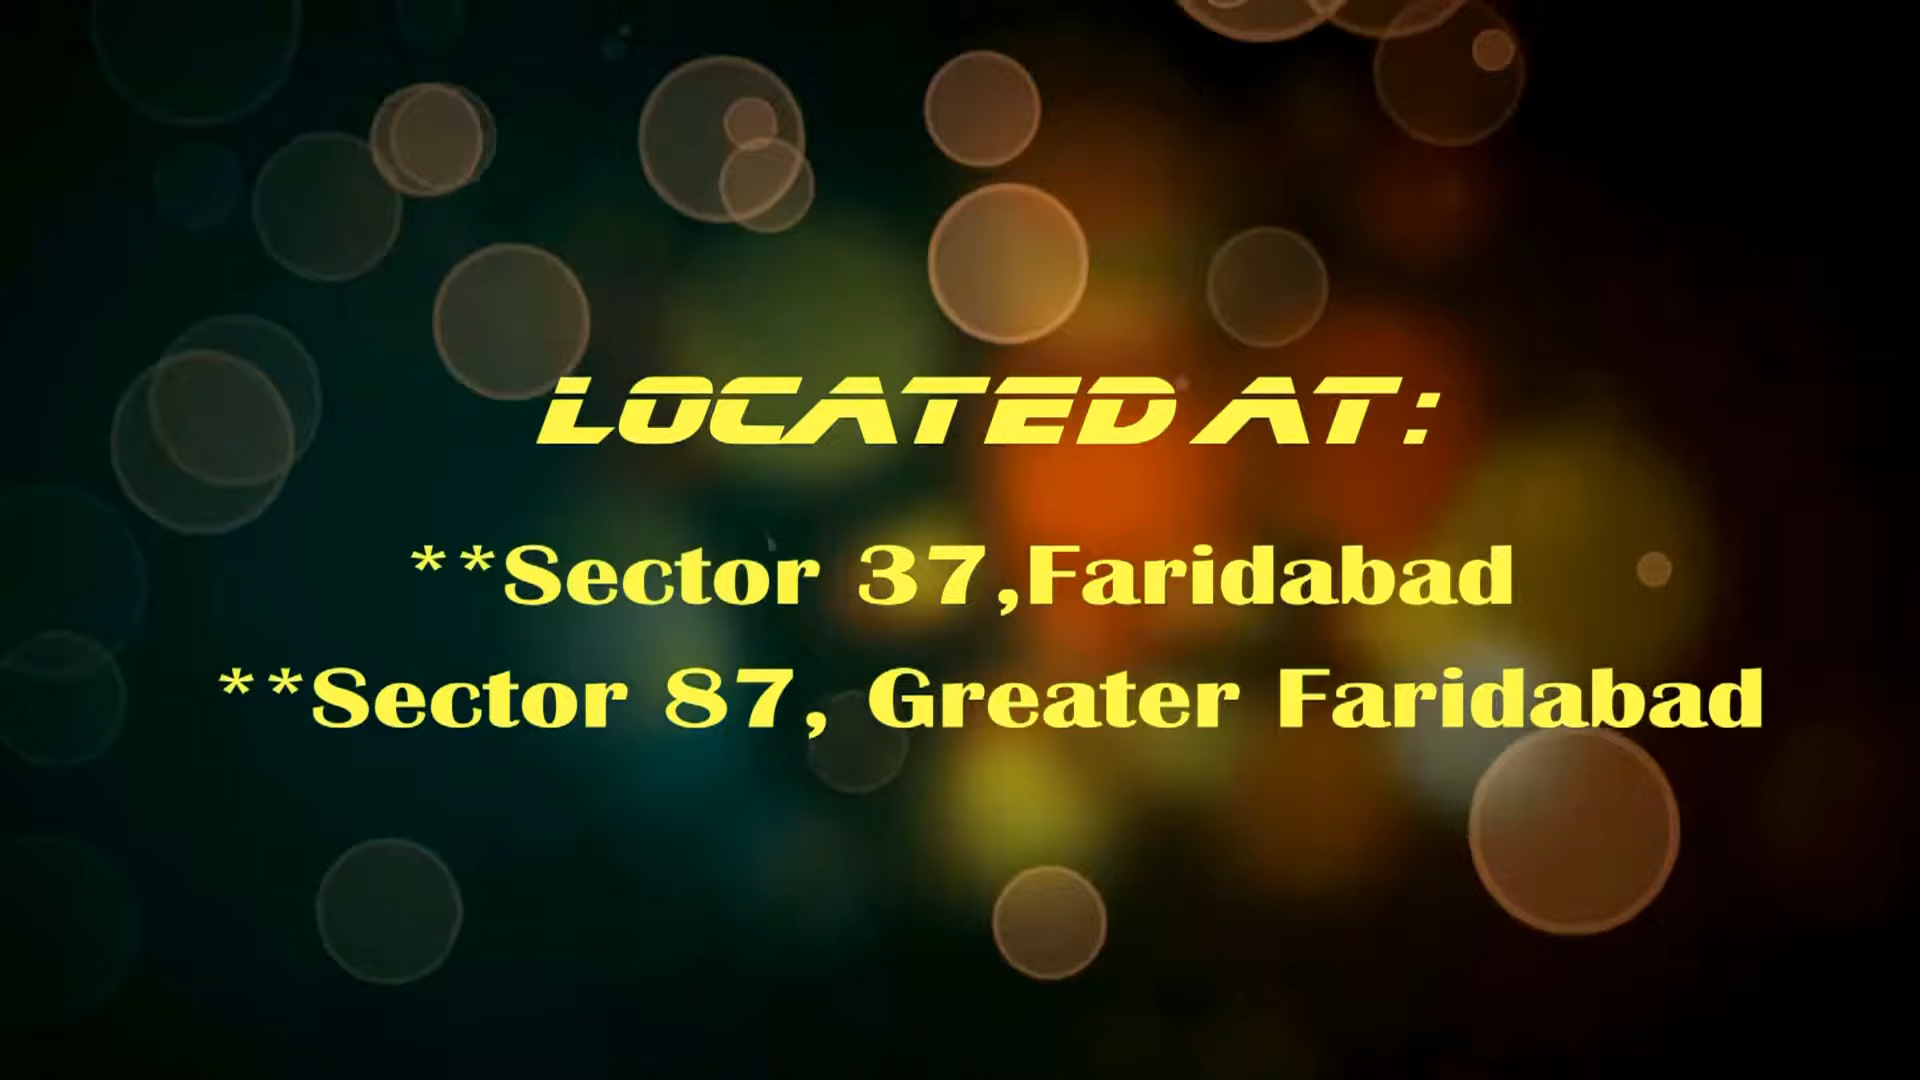 LOCATED AT:
**Sector 37,Faridabad
**Sector 87, Greater Faridabad